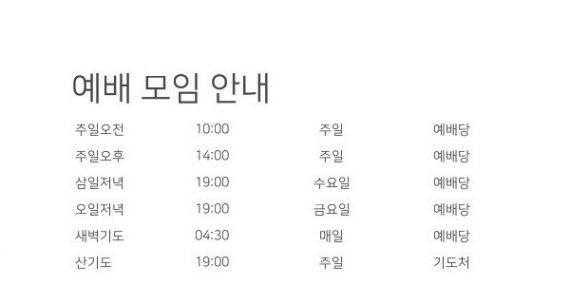 예배 모임 안내
주일오전 10:00 주일 예배당
주일오후 14:00 주일 예배당
삼일저녁 19:00 수요일 예배당
오일저녁 19:00 금요일 예배당
새벽기도 04:30 매일 예배당
산기도 19:00 주일 기도처